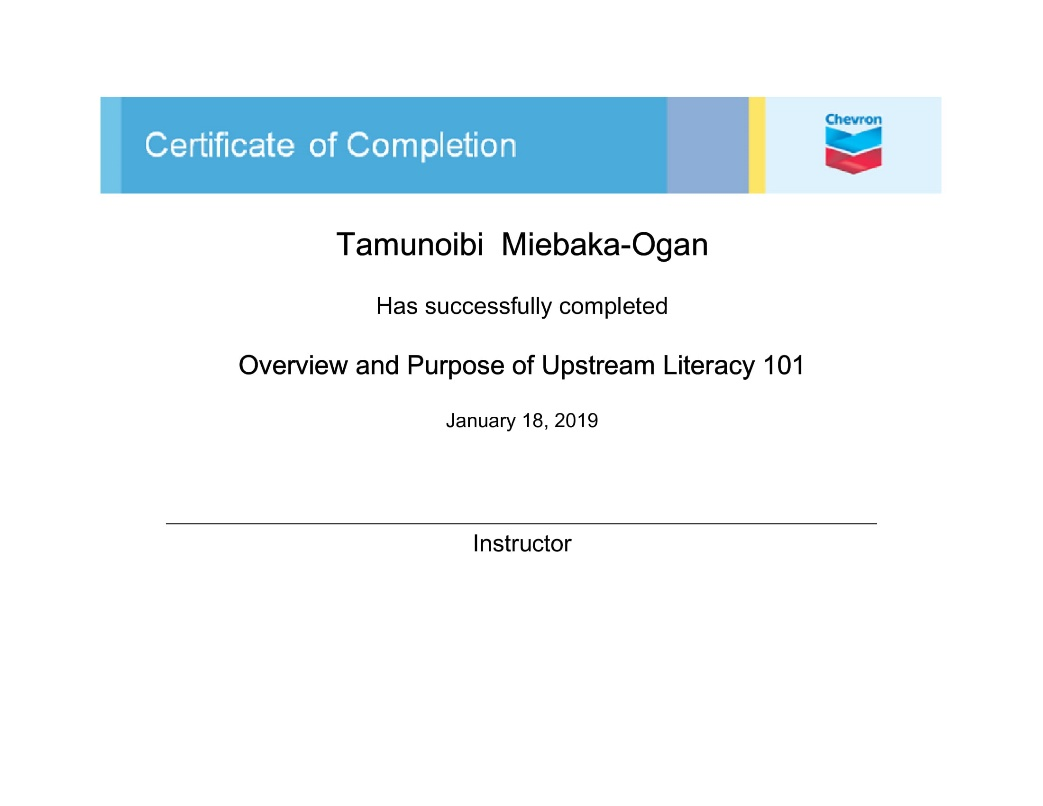 Certificate of Completion
Chevron
Tamunoibi Miebaka-Ogan
Has successfully completed
Overview and Purpose of Upstream Literacy 101
January 18, 2019
Instructor